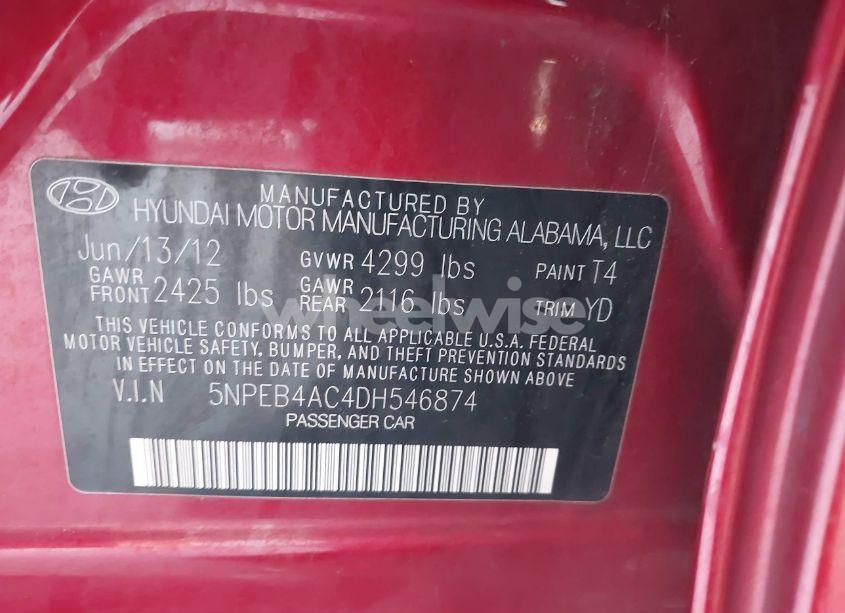 MANUFACTURED BY
HYUNDAI MOTOR MANUFACTURING ALABAMA, LLC
Jun/13/12 GVWR 4299 lbs PAINT T4
GAWR FRONT 2425 lbs GAWR REAR 2116 lbs TRIM YD
wheelwise
THIS VEHICLE CONFORMS TO ALL APPLICABLE U.S.A. FEDERAL
MOTOR VEHICLE SAFETY, BUMPER, AND THEFT PREVENTION STANDARDS
IN EFFECT ON THE DATE OF MANUFACTURE SHOWN ABOVE
V.I.N 5NPEB4AC4DH546874
PASSENGER CAR